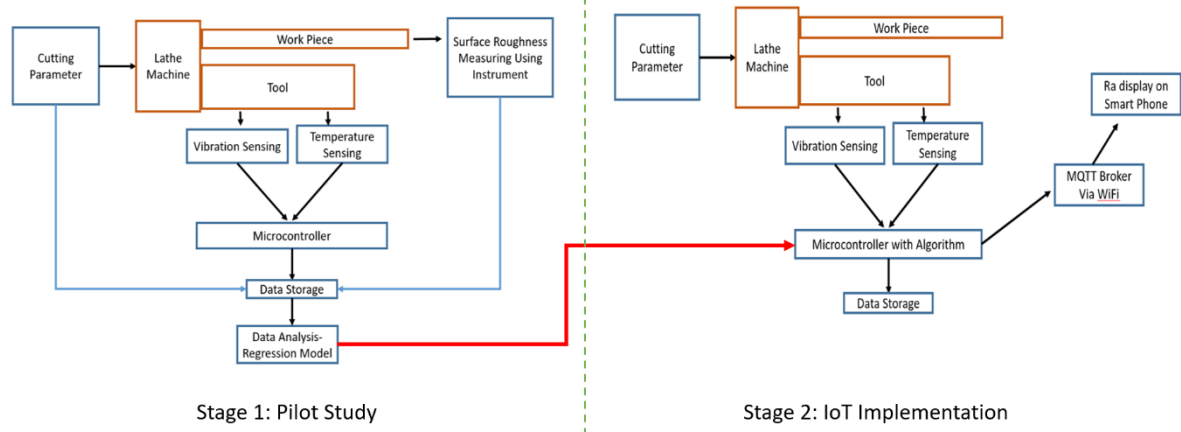 Cutting
Parameter
Lathe
Machine
Work Piece
Tool
Surface Roughness
Measuring Using
Instrument
Vibration Sensing
Temperature
Sensing
Microcontroller
Data Storage
Data Analysis-
Regression Model
Stage 1: Pilot Study
Cutting
Parameter
Lathe
Machine
Work Piece
Tool
Vibration Sensing
Temperature
Sensing
Ra display on
Smart Phone
MQTT Broker
Via WiFi
Microcontroller with Algorithm
Data Storage
Stage 2: IoT Implementation